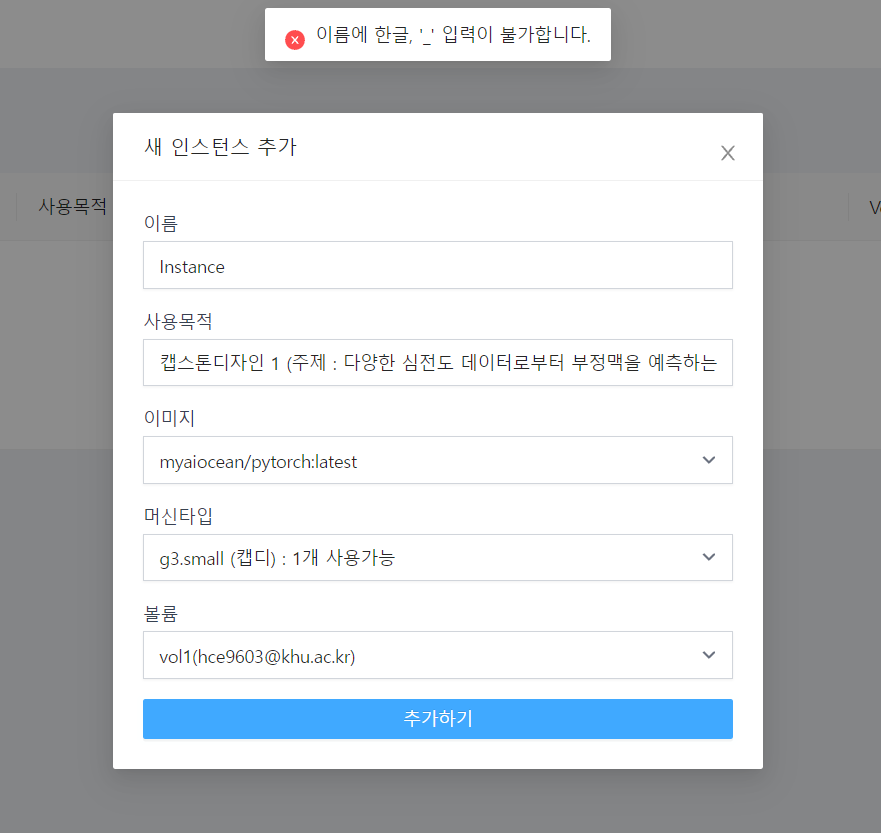 이름에 한글, '_' 입력이 불가합니다.
새 인스턴스 추가
사용목적
이름
Instance
사용목적
캡스톤디자인 1 (주제 : 다양한 심전도 데이터로부터 부정맥을 예측하는
이미지
myaiocean/pytorch:latest
머신타입
g3.small (캡디) : 1개 사용가능
볼륨
vol1(hce9603@khu.ac.kr)
추가하기